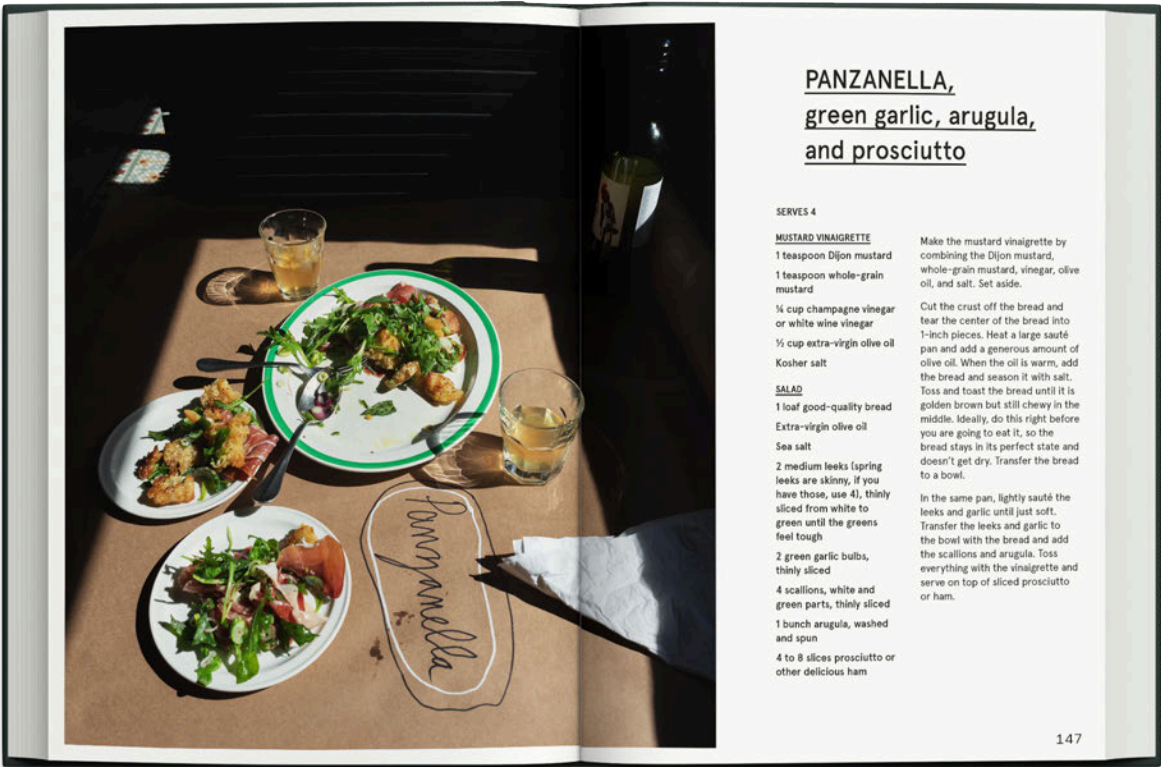 Panzanella
PANZANELLA,
green garlic, arugula,
and prosciutto
SERVES 4
MUSTARD VINAIGRETTE
1 teaspoon Dijon mustard
1 teaspoon whole-grain
mustard
¼ cup champagne vinegar
or white wine vinegar
½ cup extra-virgin olive oil
Kosher salt
SALAD
1 loaf good-quality bread
Extra-virgin olive oil
Sea salt
2 medium leeks (spring
leeks are skinny, if you
have those, use 4), thinly
sliced from white to
green until the greens
feel tough
2 green garlic bulbs,
thinly sliced
4 scallions, white and
green parts, thinly sliced
1 bunch arugula, washed
and spun
4 to 8 slices prosciutto or
other delicious ham
Make the mustard vinaigrette by
combining the Dijon mustard,
whole-grain mustard, vinegar, olive
oil, and salt. Set aside.
Cut the crust off the bread and
tear the center of the bread into
1-inch pieces. Heat a large sauté
pan and add a generous amount of
olive oil. When the oil is warm, add
the bread and season it with salt.
Toss and toast the bread until it is
golden brown but still chewy in the
middle. Ideally, do this right before
you are going to eat it, so the
bread stays in its perfect state and
doesn't get dry. Transfer the bread
to a bowl.
In the same pan, lightly sauté the
leeks and garlic until just soft.
Transfer the leeks and garlic to
the bowl with the bread and add
the scallions and arugula. Toss
everything with the vinaigrette and
serve on top of sliced prosciutto
or ham.
147